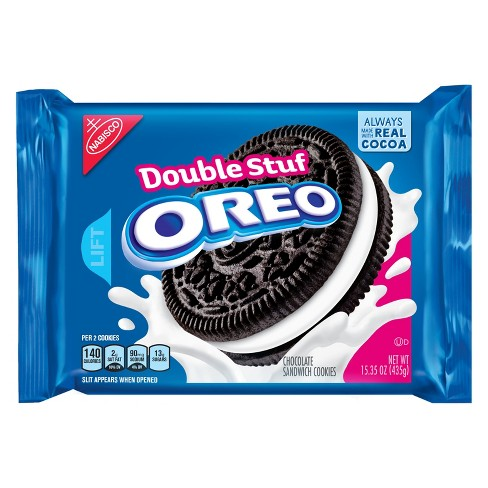 NABISCO
ALWAYS
MADE WITH REAL
COCOA
Double Stuf
OREO
LIFT
PER 2 COOKIES
140 CALORIES
2g SAT FAT
90mg SODIUM
13g SUGARS
SLIT APPEARS WHEN OPENED
CHOCOLATE
SANDWICH COOKIES
U D
NET WT
15.35 OZ (435g)